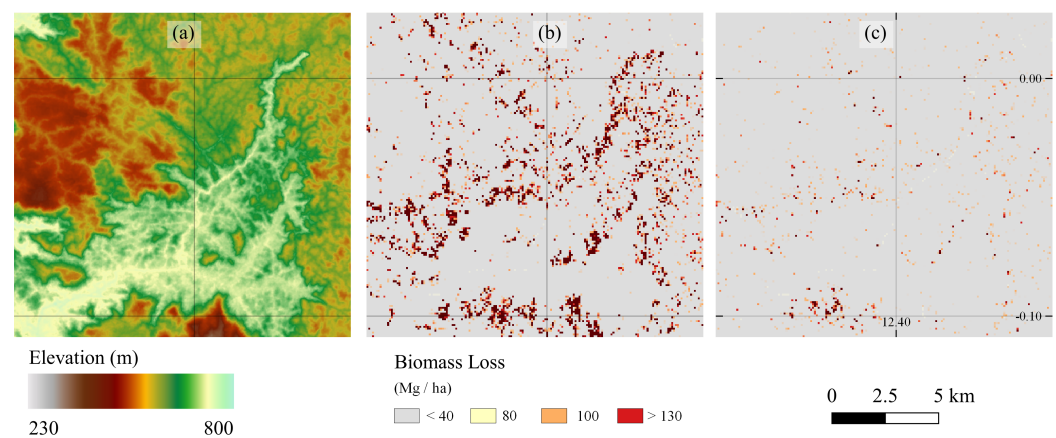 (a)
(b)
(c)
0.00
12.40
-0.10
Elevation (m)
230
800
Biomass Loss
(Mg / ha)
< 40
80
100
> 130
0
2.5
5 km